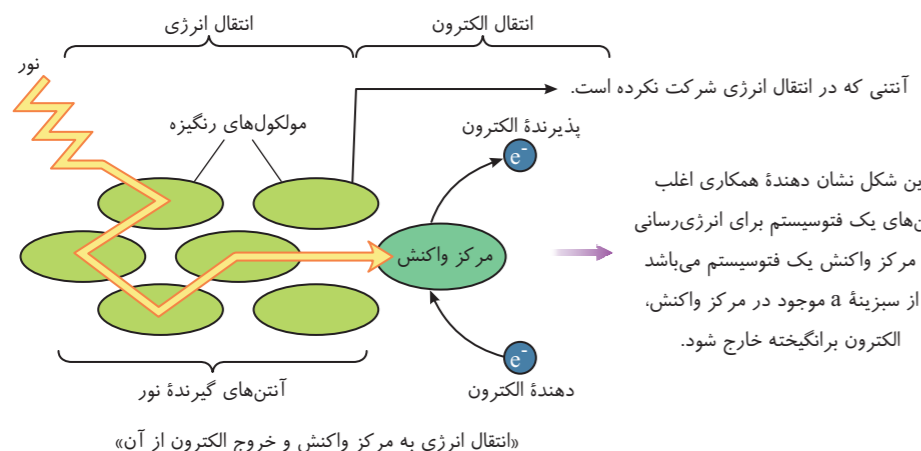 انتقال انرژی
انتقال الکترون
نور
آنتنی که در انتقال انرژی شرکت نکرده است.
مولکول‌های رنگیزه
پذیرندهٔ الکترون
e-
شکل نشان دهندهٔ همکاری اغلب
یک فتوسیستم برای انرژی‌رسانی
مرکز واکنش یک فتوسیستم می‌باشد
از سبزینهٔ a موجود در مرکز واکنش،
الکترون برانگیخته خارج شود.
مرکز واکنش
e-
دهندهٔ الکترون
آنتن‌های گیرندهٔ نور
«انتقال انرژی به مرکز واکنش و خروج الکترون از آن»